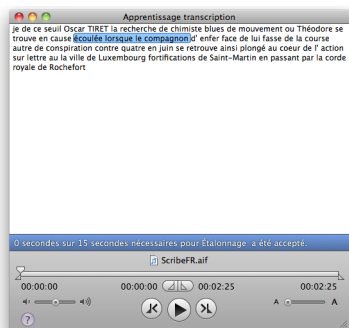 Apprentissage transcription
je de ce seuil Oscar TIRET la recherche de chimiste blues de mouvement ou Théodore se
trouve en cause écoulée lorsque le compagnon d' enfer face de lui fasse de la course
autre de conspiration contre quatre en juin se retrouve ainsi plongé au coeur de l' action
sur lettre au la ville de Luxembourg fortifications de Saint-Martin en passant par la corde
royale de Rochefort
0 secondes sur 15 secondes nécessaires pour Étalonnage a été accepté.
ScribeFR.aif
00:00:00 00:00:00 00:02:25 00:02:25
A A
?